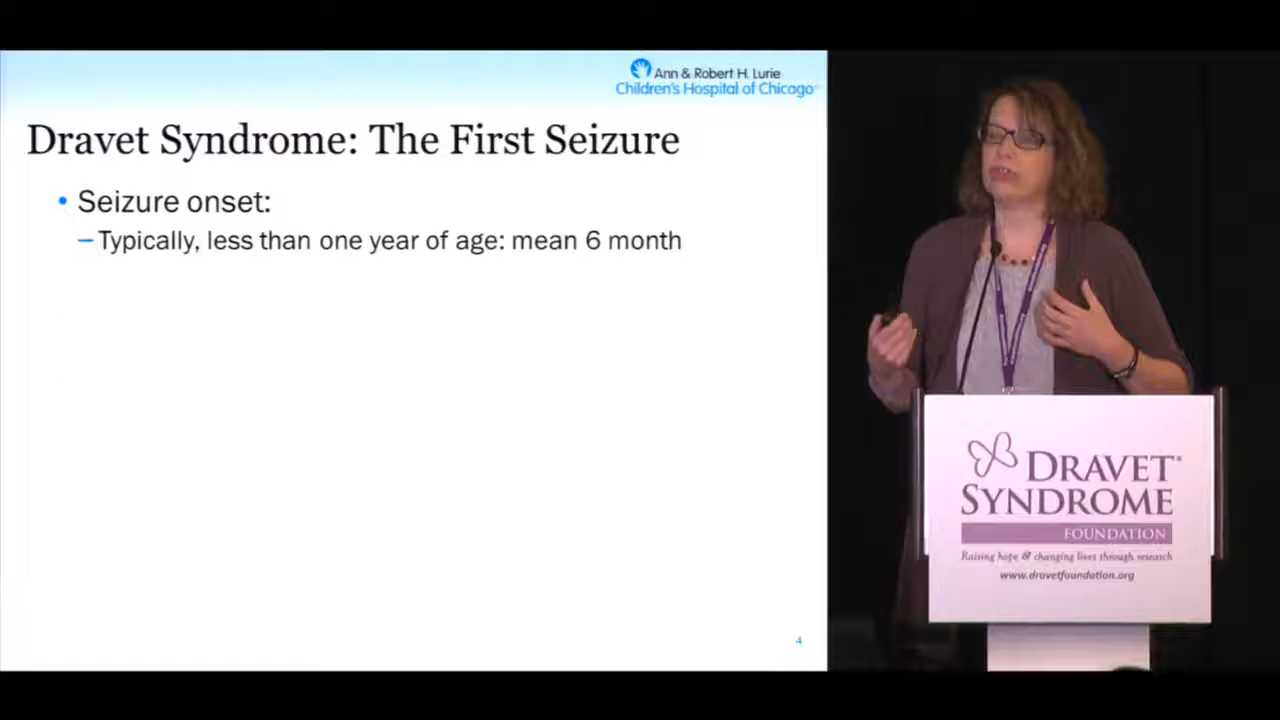 Ann & Robert H. Lurie
Children's Hospital of Chicago
Dravet Syndrome: The First Seizure
• Seizure onset:
– Typically, less than one year of age: mean 6 month
4
DRAVET®
SYNDROME
FOUNDATION
Raising hope & changing lives through research
www.dravetfoundation.org